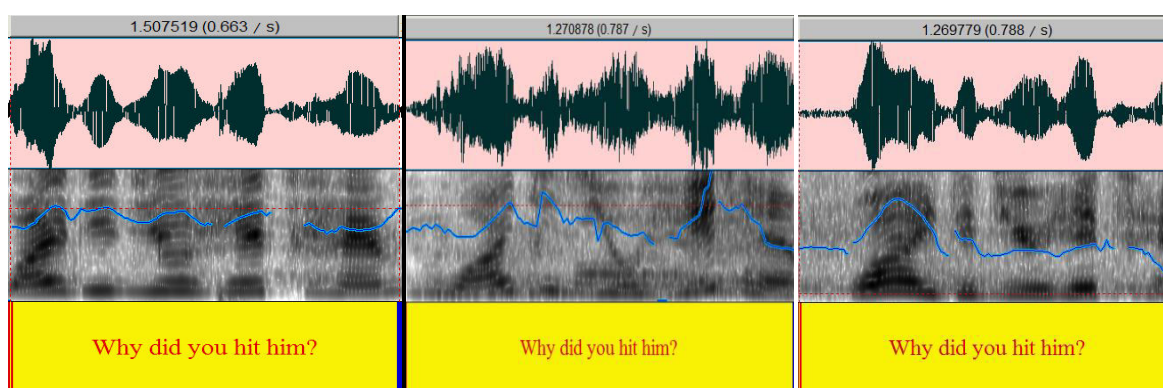 1.507519 (0.663 / s)
1.270878 (0.787 / s)
1.269779 (0.788 / s)
Why did you hit him?
Why did you hit him?
Why did you hit him?